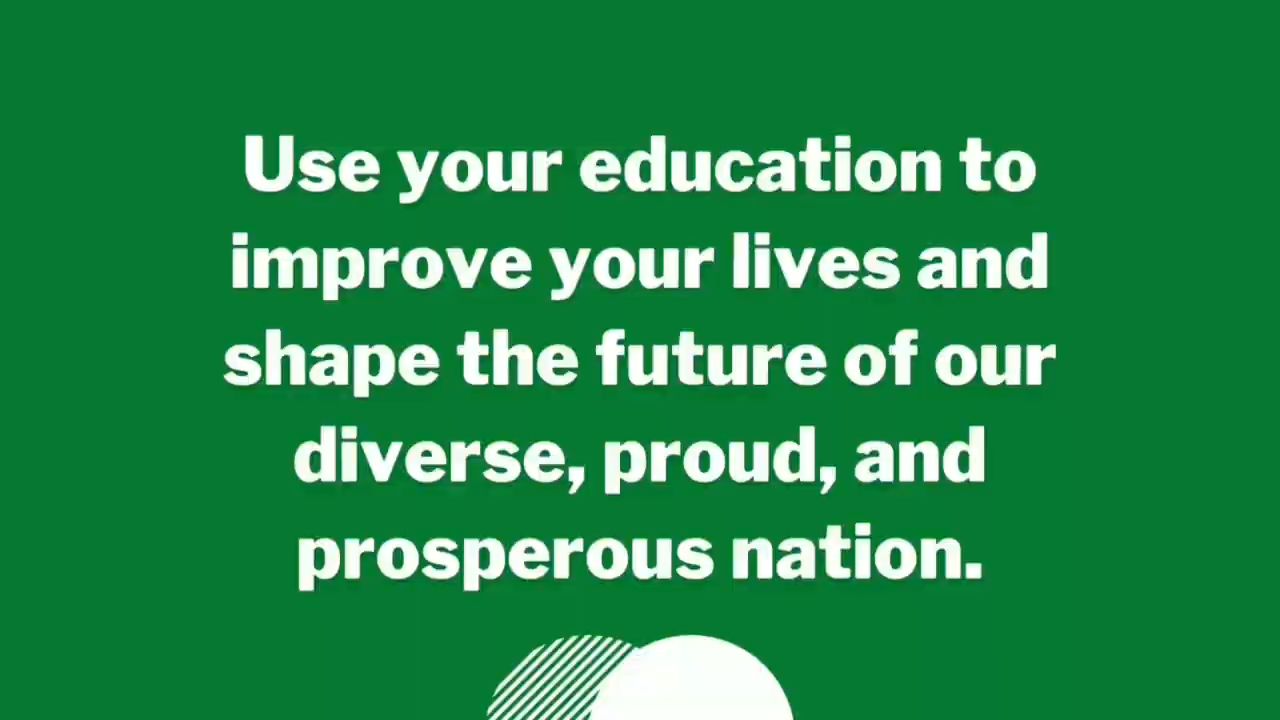 Use your education to
improve your lives and
shape the future of our
diverse, proud, and
prosperous nation.